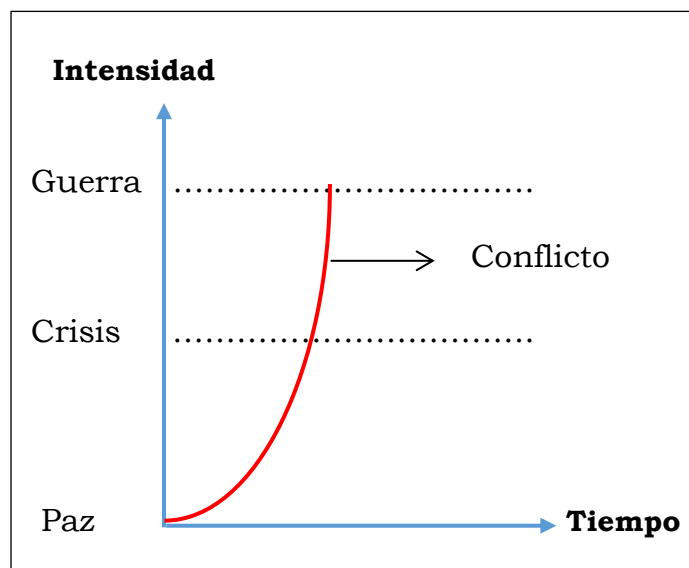 Intensidad
Guerra ……………………………
Conflicto
Crisis ……………………………
Paz
Tiempo